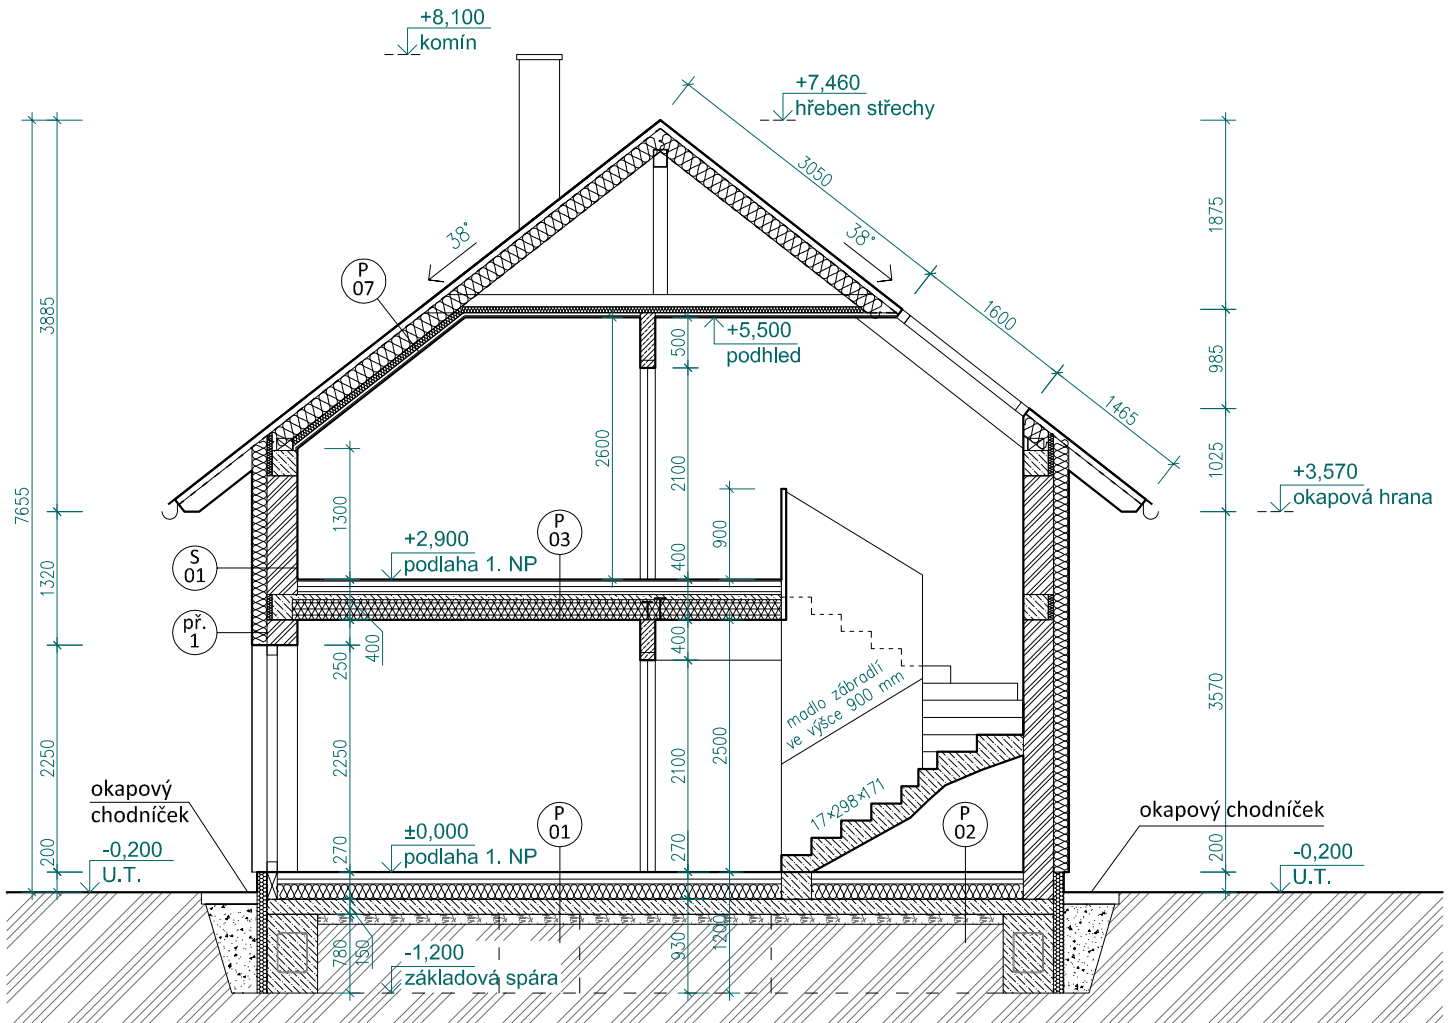 +8,100
komín
+7,460
hřeben střechy
3050
1600
1465
38°
38°
P
07
+5,500
podhled
500
2600
2100
1300
900
400
7655
3885
1320
2250
200
1875
985
1025
3570
200
+3,570
okapová hrana
S
01
př.
1
+2,900
podlaha 1. NP
P
03
400
250
400
2250
2100
2500
madlo zábradlí
ve výšce 900 mm
17×298×171
okapový
chodníček
okapový chodníček
-0,200
U.T.
±0,000
podlaha 1. NP
P
01
P
02
270
270
-0,200
U.T.
780
150
930
1200
-1,200
základová spára